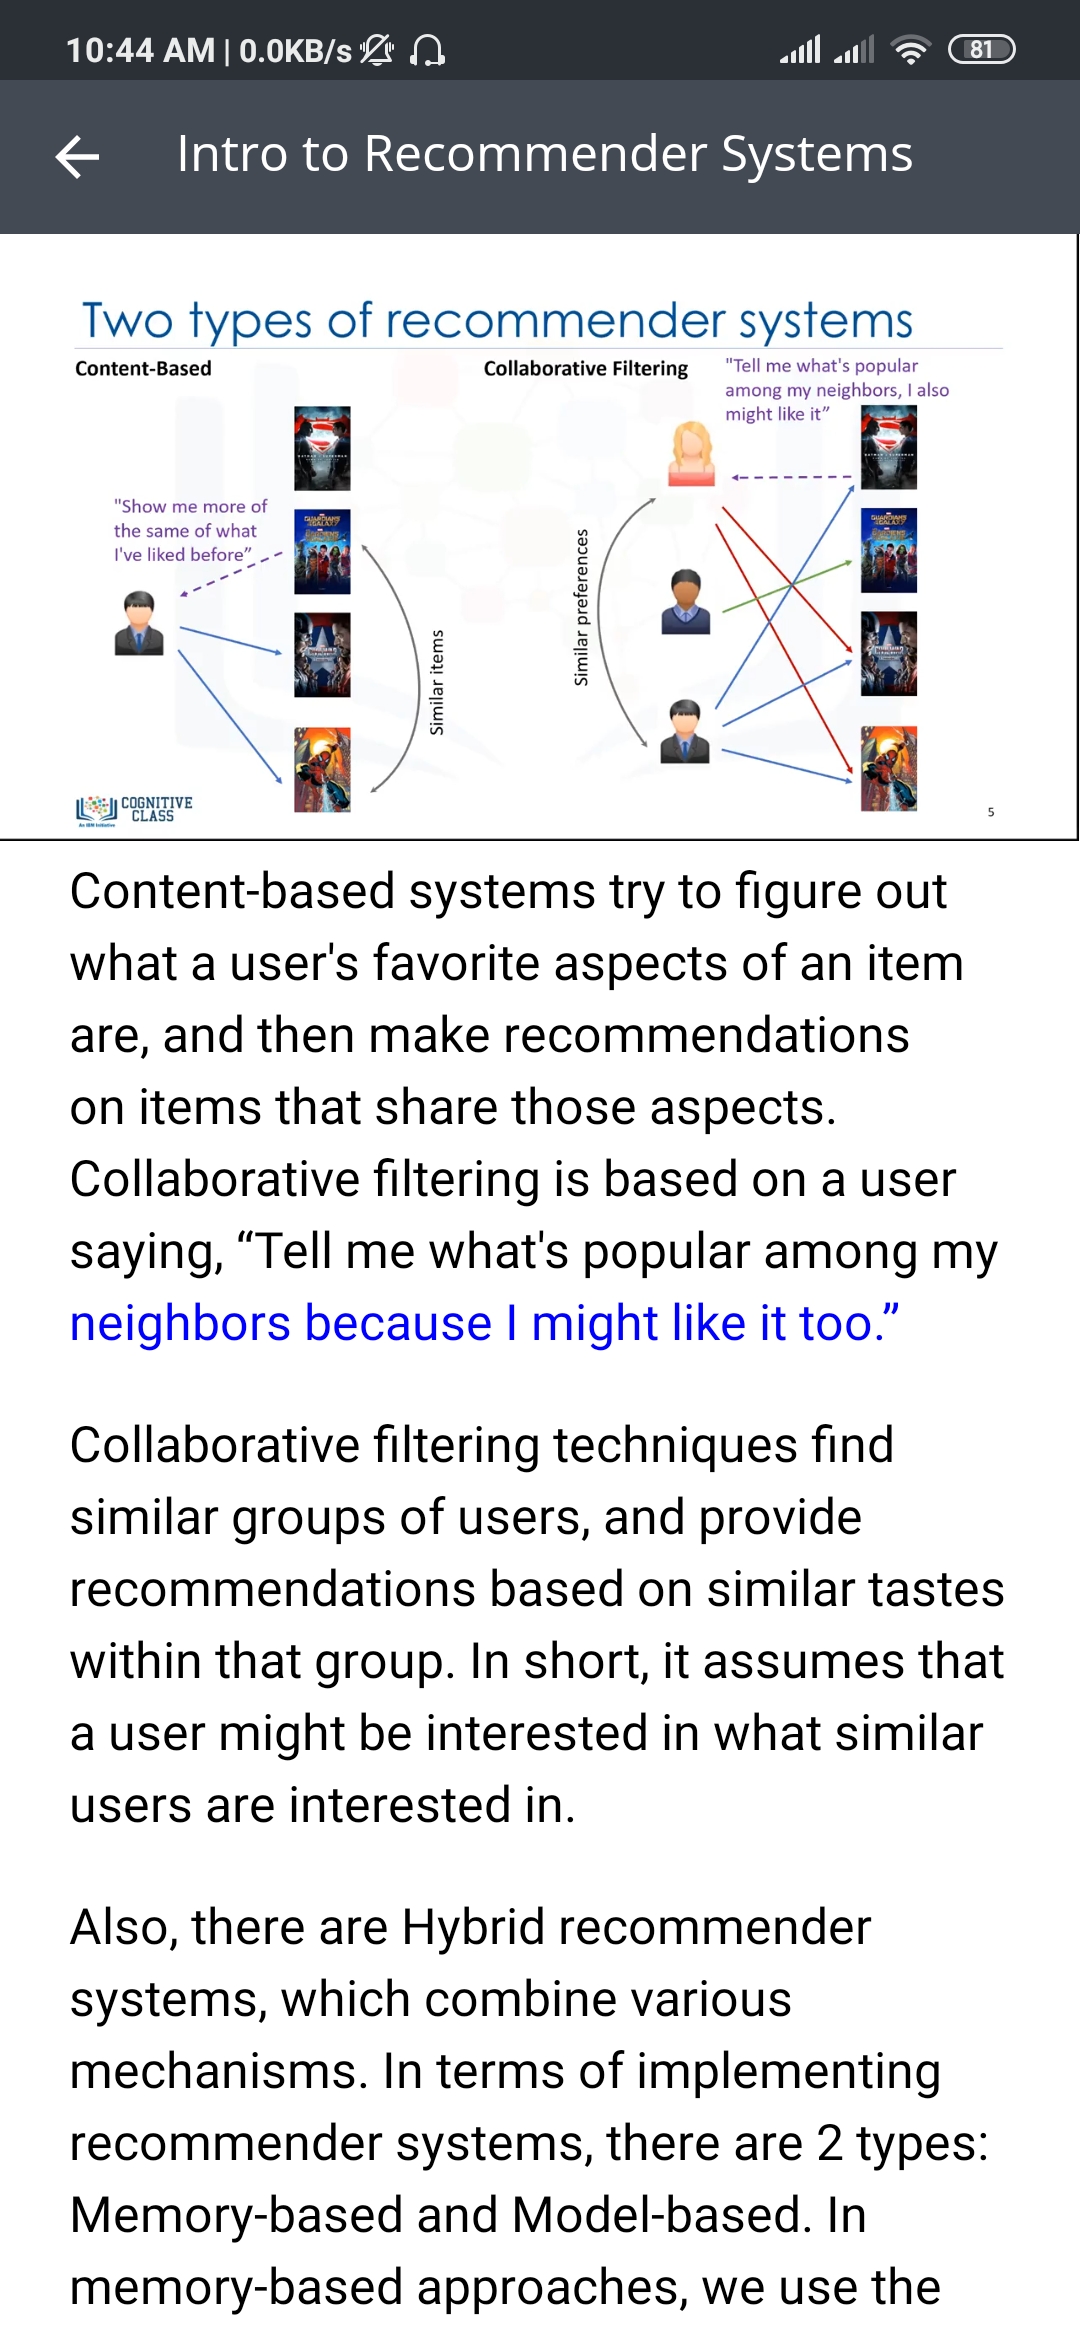 10:44 AM | 0.0KB/s
81
Intro to Recommender Systems
Two types of recommender systems
Content-Based
Collaborative Filtering
"Tell me what's popular
among my neighbors, I also
might like it”
"Show me more of
the same of what
I've liked before”
Similar items
Similar preferences
COGNITIVE
CLASS
An IBM Initiative
5
Content-based systems try to figure out
what a user's favorite aspects of an item
are, and then make recommendations
on items that share those aspects.
Collaborative filtering is based on a user
saying, “Tell me what's popular among my
neighbors because I might like it too.”
Collaborative filtering techniques find
similar groups of users, and provide
recommendations based on similar tastes
within that group. In short, it assumes that
a user might be interested in what similar
users are interested in.
Also, there are Hybrid recommender
systems, which combine various
mechanisms. In terms of implementing
recommender systems, there are 2 types:
Memory-based and Model-based. In
memory-based approaches, we use the